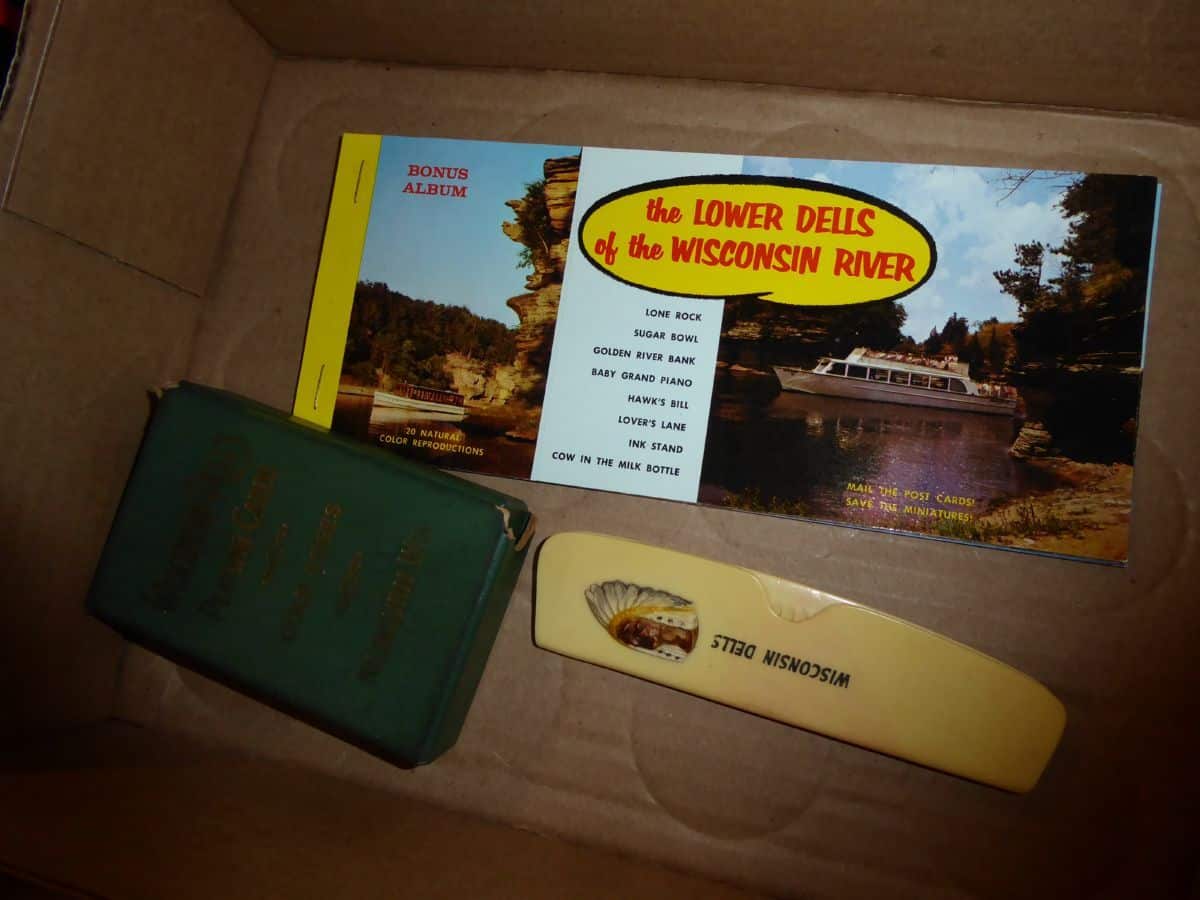 BONUS
ALBUM
the LOWER DELLS
of the WISCONSIN RIVER
LONE ROCK
SUGAR BOWL
GOLDEN RIVER BANK
BABY GRAND PIANO
HAWK'S BILL
LOVER'S LANE
INK STAND
COW IN THE MILK BOTTLE
20 NATURAL
COLOR REPRODUCTIONS
MAIL THE POST CARDS!
SAVE THE MINIATURES!
WISCONSIN DELLS